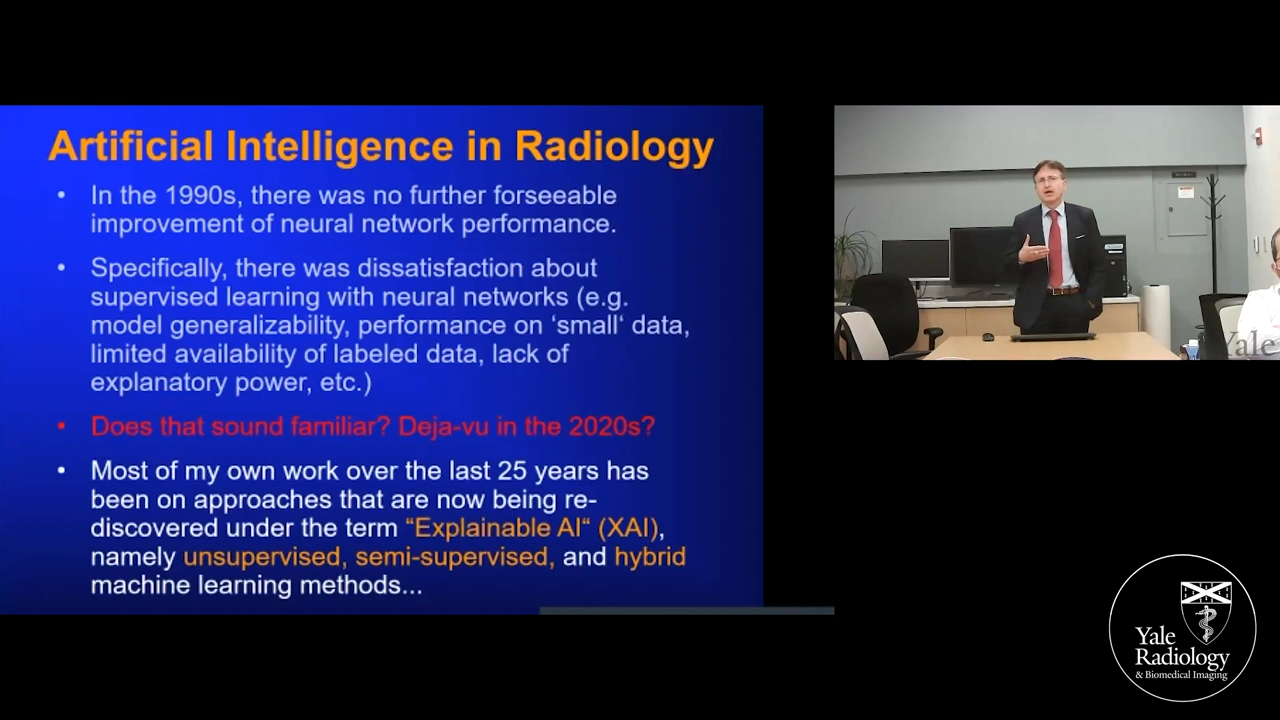 Artificial Intelligence in Radiology
• In the 1990s, there was no further forseeable
improvement of neural network performance.
• Specifically, there was dissatisfaction about
supervised learning with neural networks (e.g.
model generalizability, performance on ‘small‘ data,
limited availability of labeled data, lack of
explanatory power, etc.)
• Does that sound familiar? Deja-vu in the 2020s?
• Most of my own work over the last 25 years has
been on approaches that are now being re-
discovered under the term “Explainable AI“ (XAI),
namely unsupervised, semi-supervised, and hybrid
machine learning methods...
Yale
Yale
Radiology
& Biomedical Imaging